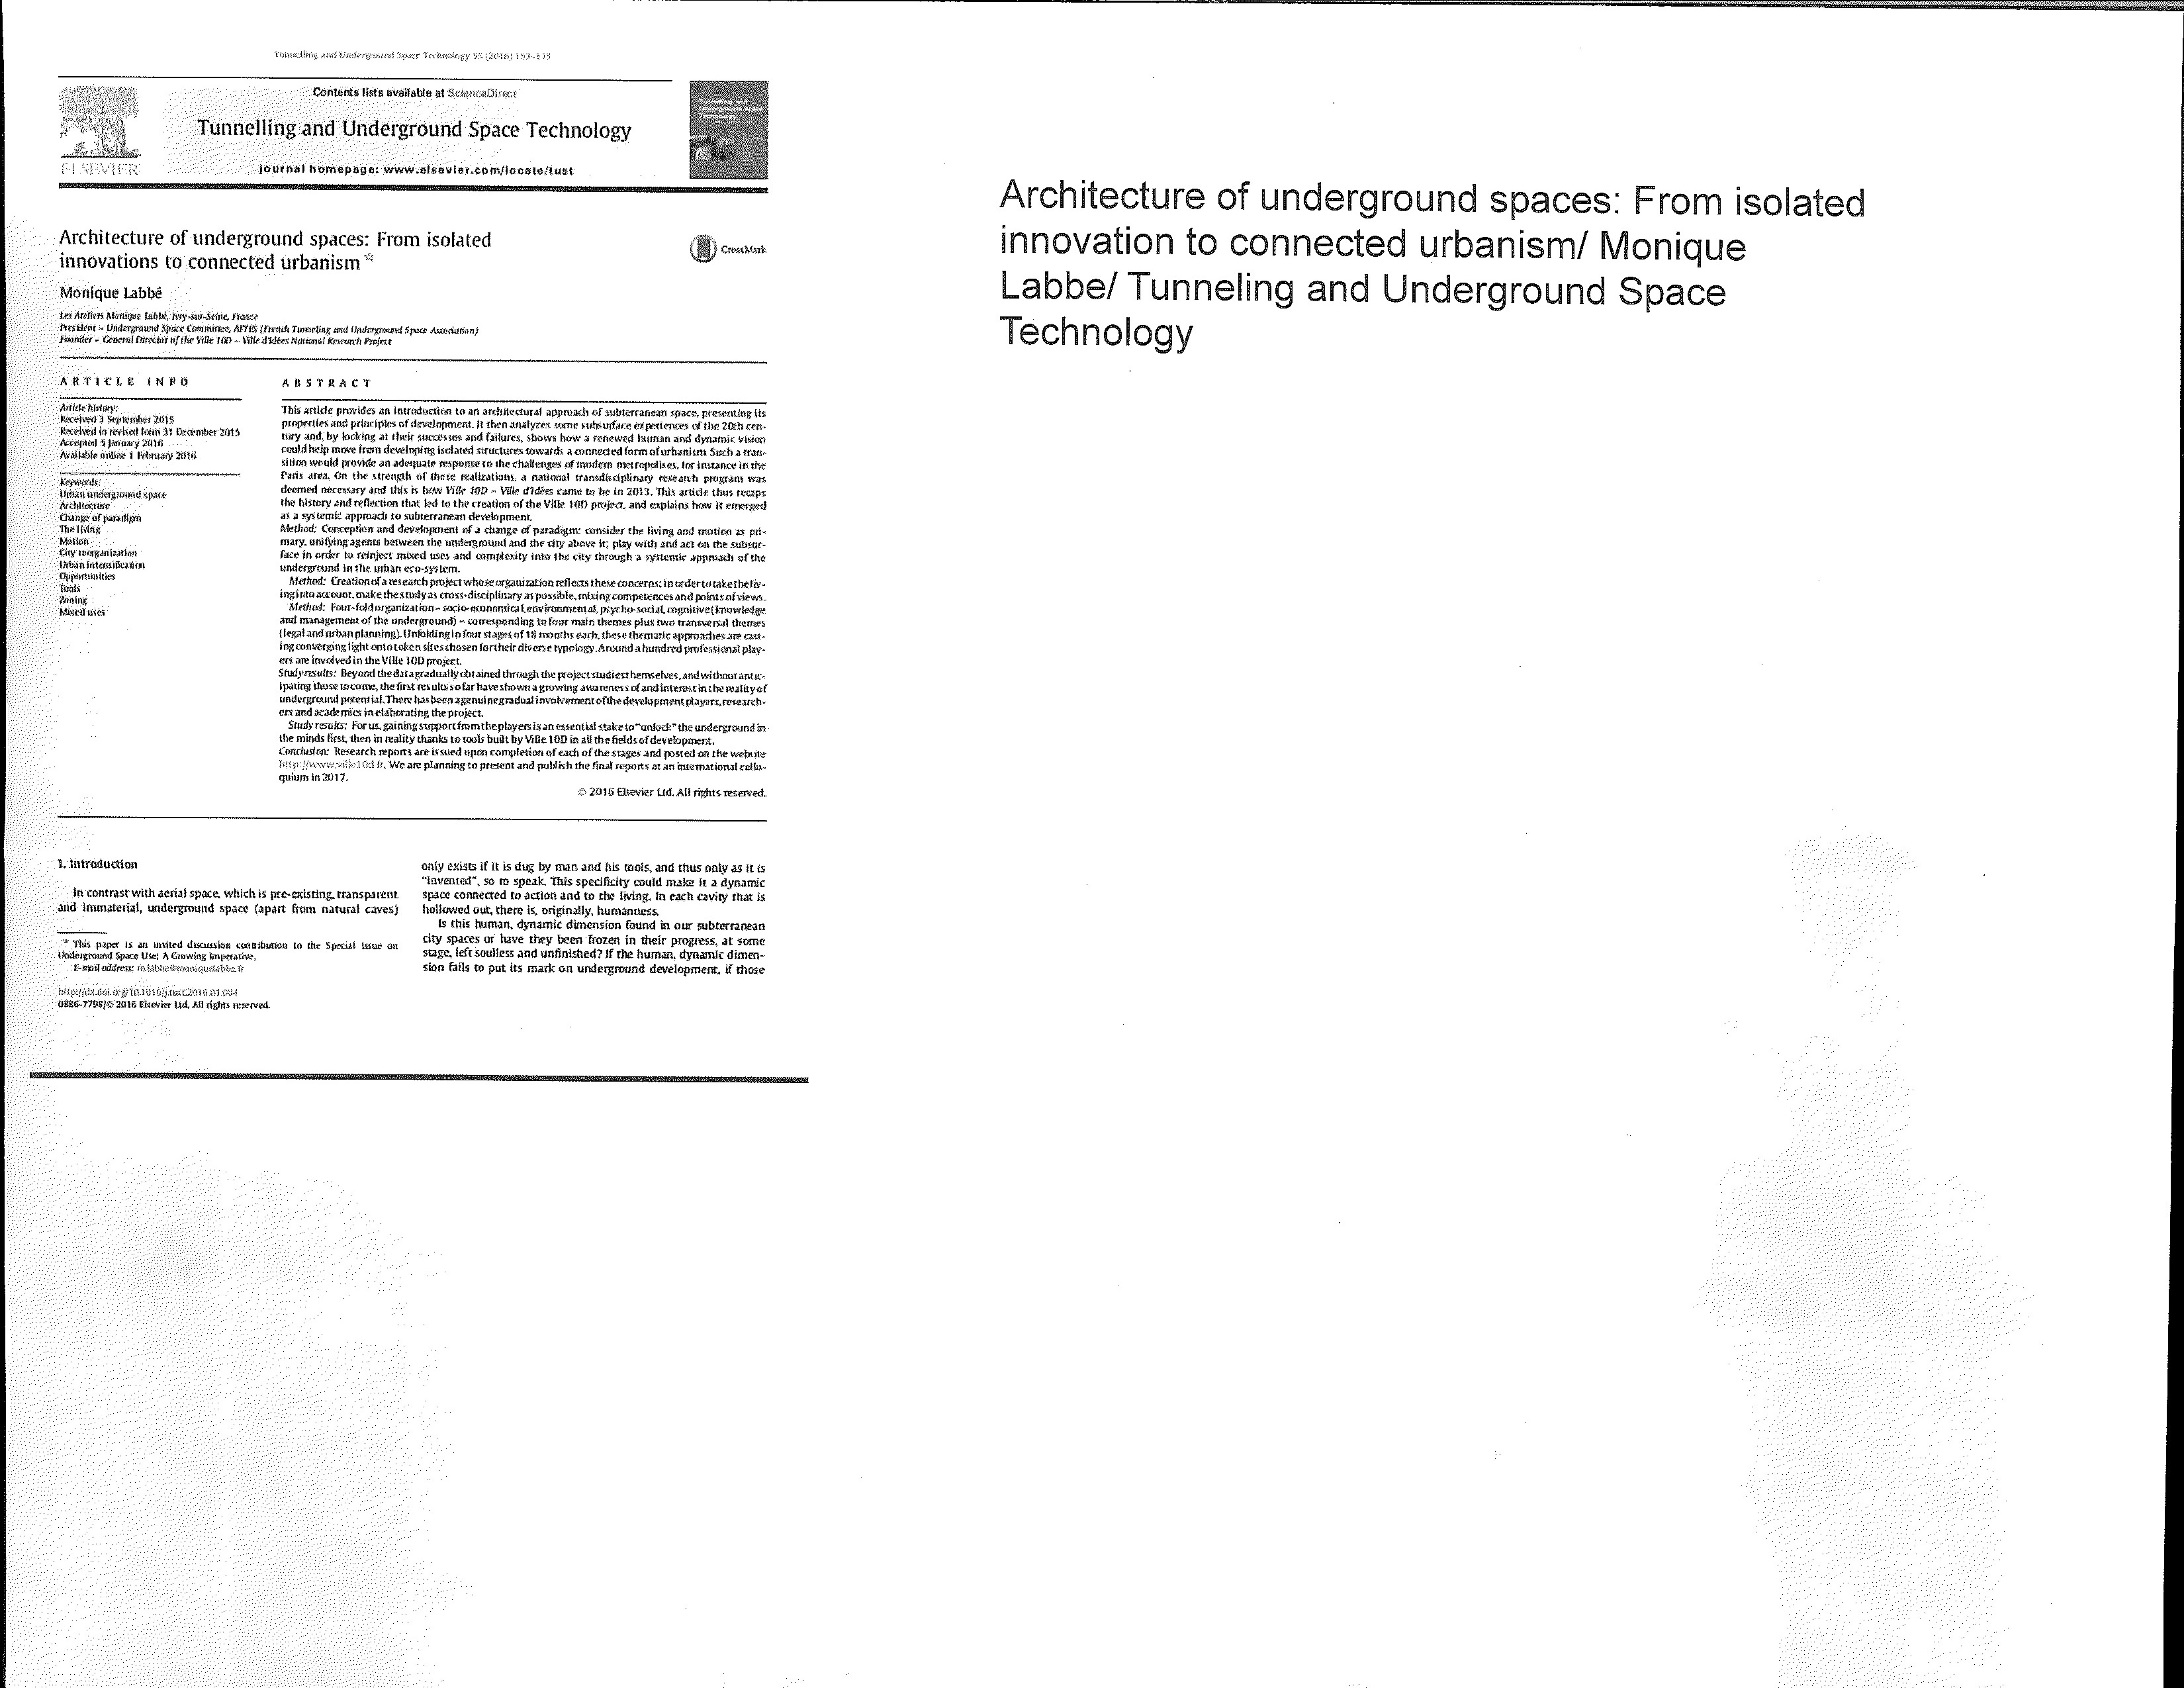 Tunnelling and Underground Space Technology 55 (2016)
Contents lists available at ScienceDirect
Tunnelling and Underground Space Technology
journal homepage: www.elsevier.com/locate/tust
ELSEVIER
Tunnelling and
Underground Space
Technology
Architecture of underground spaces: From isolated
innovations to connected urbanism ☆
CrossMark
Monique Labbé
Les Ateliers Monique Labbé, Ivry-sur-Seine, France
President – Underground Space Committee, AFTES (French Tunneling and Underground Space Association)
Founder – General Director of the Ville 10D – Ville d'Idées National Research Project
ARTICLE INFO
Article history:
Received 3 September 2015
Received in revised form 31 December 2015
Accepted 5 January 2016
Available online 1 February 2016
Keywords:
Urban underground space
Architecture
Change of paradigm
The living
Motion
City reorganization
Urban intensification
Opportunities
Tools
Zoning
Mixed uses
ABSTRACT
This article provides an introduction to an architectural approach of subterranean space, presenting its
properties and principles of development. It then analyzes some subsurface experiences of the 20th cen-
tury and, by looking at their successes and failures, shows how a renewed human and dynamic vision
could help move from developing isolated structures towards a connected form of urbanism Such a tran-
sition would provide an adequate response to the challenges of modern metropolises, for instance in the
Paris area. On the strength of these realizations, a national transdisciplinary research program was
deemed necessary and this is how Ville 10D – Ville d'Idées came to be in 2013. This article thus recaps
the history and reflection that led to the creation of the Ville 10D project, and explains how it emerged
as a systemic approach to subterranean development.
Method: Conception and development of a change of paradigm: consider the living and motion as pri-
mary, unifying agents between the underground and the city above it; play with and act on the subsur-
face in order to reinject mixed uses and complexity into the city through a systemic approach of the
underground in the urban eco-system.
Method: Creation of a research project whose organization reflects these concerns: in order to take the liv-
ing into account, make the study as cross-disciplinary as possible, mixing competences and points of views.
Method: Four-fold organization – socio-economical, environmental, psycho-social, cognitive (knowledge
and management of the underground) – corresponding to four main themes plus two transversal themes
(legal and urban planning). Unfolding in four stages of 18 months each, these thematic approaches are cast-
ing converging light onto token sites chosen for their diverse typology. Around a hundred professional play-
ers are involved in the Ville 10D project.
Study results: Beyond the data gradually obtained through the project studies themselves, and without antic-
ipating those to come, the first results so far have shown a growing awareness of and interest in the reality of
underground potential. There has been a genuine gradual involvement of the development players, research-
ers and academics in elaborating the project.
Study results: For us, gaining support from the players is an essential stake to "unlock" the underground in
the minds first, then in reality thanks to tools built by Ville 10D in all the fields of development.
Conclusion: Research reports are issued upon completion of each of the stages and posted on the website
http://www.ville10d.fr. We are planning to present and publish the final reports at an international collo-
quium in 2017.
© 2016 Elsevier Ltd. All rights reserved.
1. Introduction
In contrast with aerial space, which is pre-existing, transparent
and immaterial, underground space (apart from natural caves)
☆ This paper is an invited discussion contribution to the Special Issue on
Underground Space Use: A Growing Imperative.
E-mail address: m.labbe@moniquelabbe.fr
http://dx.doi.org/10.1016/j.tust.2016.01.004
0886-7798/© 2016 Elsevier Ltd. All rights reserved.
only exists if it is dug by man and his tools, and thus only as it is
"invented", so to speak. This specificity could make it a dynamic
space connected to action and to the living. In each cavity that is
hollowed out, there is, originally, humanness.
Is this human, dynamic dimension found in our subterranean
city spaces or have they been frozen in their progress, at some
stage, left soulless and unfinished? If the human, dynamic dimen-
sion fails to put its mark on underground development, if those
Architecture of underground spaces: From isolated
innovation to connected urbanism/ Monique
Labbe/ Tunneling and Underground Space
Technology